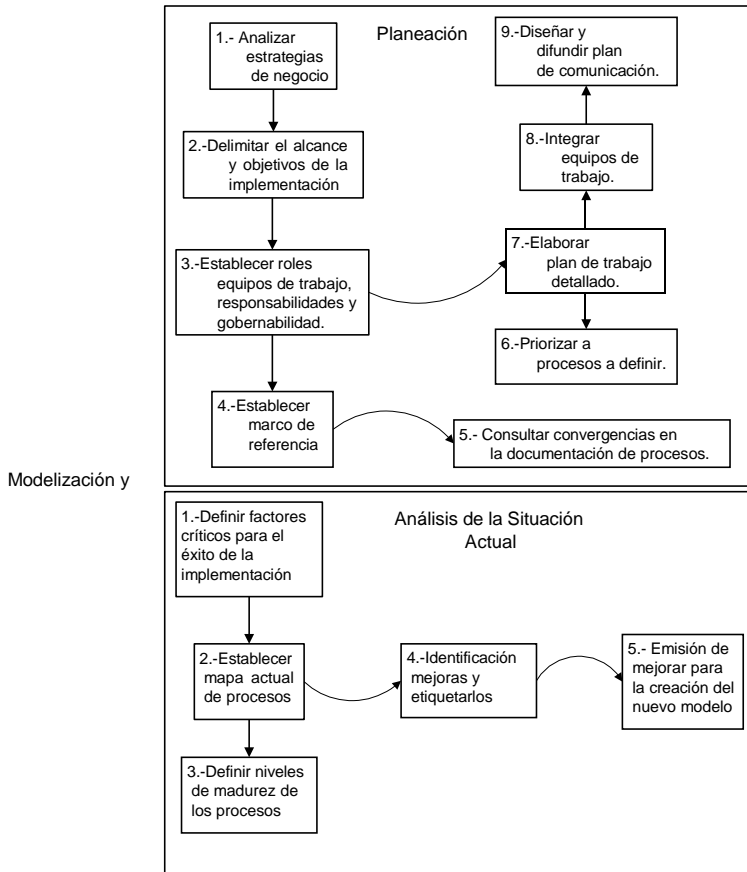 Planeación
1.- Analizar
estrategias
de negocio
2.-Delimitar el alcance
y objetivos de la
implementación
3.-Establecer roles
equipos de trabajo,
responsabilidades y
gobernabilidad.
4.-Establecer
marco de
referencia
5.- Consultar convergencias en
la documentación de procesos.
6.-Priorizar a
procesos a definir.
7.-Elaborar
plan de trabajo
detallado.
8.-Integrar
equipos de
trabajo.
9.-Diseñar y
difundir plan
de comunicación.
Modelización y
Análisis de la Situación
Actual
1.-Definir factores
críticos para el
éxito de la
implementación
2.-Establecer
mapa actual
de procesos
3.-Definir niveles
de madurez de
los procesos
4.-Identificación
mejoras y
etiquetarlos
5.- Emisión de
mejorar para
la creación del
nuevo modelo